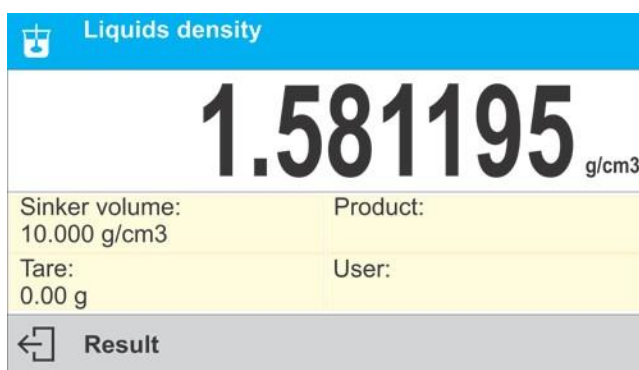 Liquids density
1.581195 g/cm3
Sinker volume:
10.000 g/cm3
Product:
Tare:
0.00 g
User:
Result